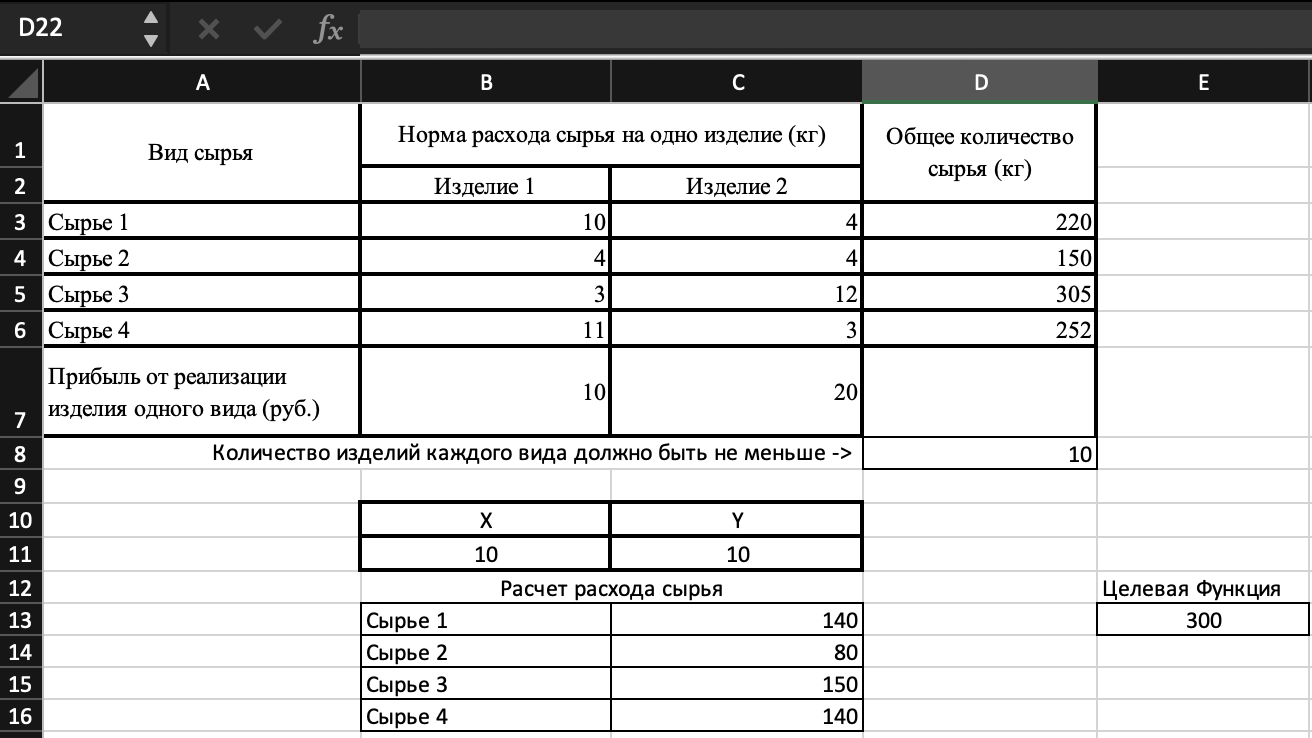 D22 fx
A B C D E
1 Вид сырья Норма расхода сырья на одно изделие (кг) Общее количество сырья (кг)
2 Изделие 1 Изделие 2
3 Сырье 1 10 4 220
4 Сырье 2 4 4 150
5 Сырье 3 3 12 305
6 Сырье 4 11 3 252
Прибыль от реализации
7 изделия одного вида (руб.) 10 20
8 Количество изделий каждого вида должно быть не меньше -> 10
9
10 X Y
11 10 10
12 Расчет расхода сырья Целевая Функция
13 Сырье 1 140 300
14 Сырье 2 80
15 Сырье 3 150
16 Сырье 4 140